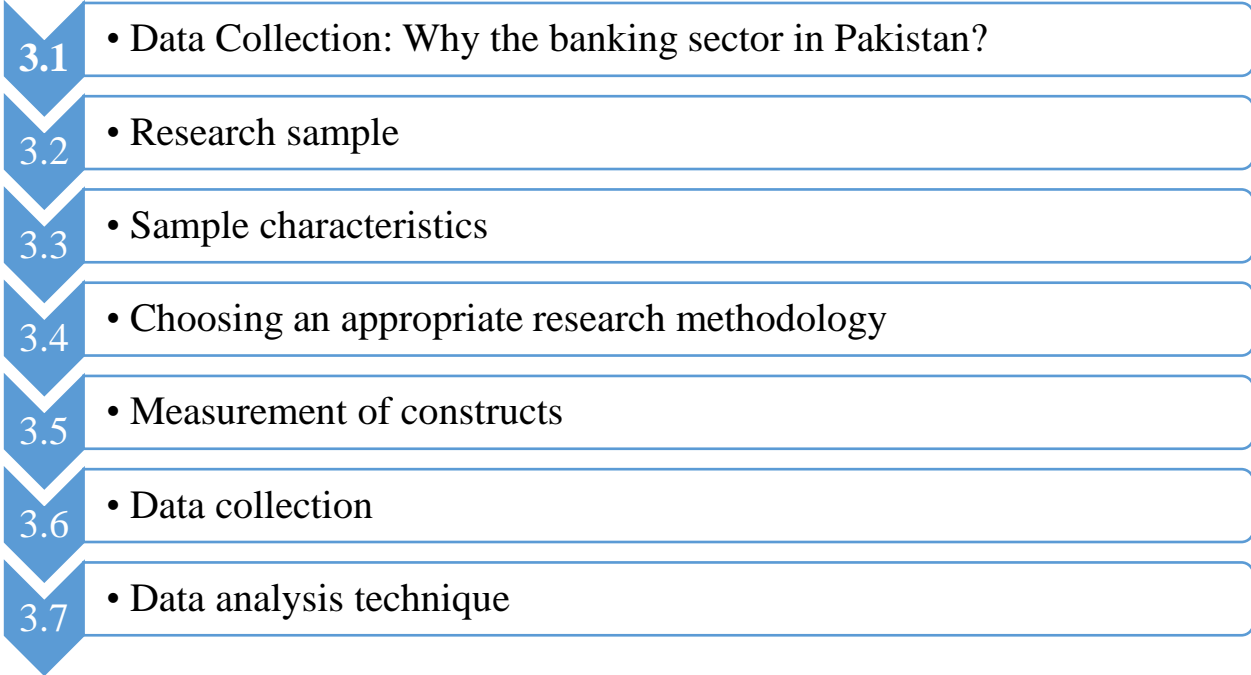 3.1 • Data Collection: Why the banking sector in Pakistan?
3.2 • Research sample
3.3 • Sample characteristics
3.4 • Choosing an appropriate research methodology
3.5 • Measurement of constructs
3.6 • Data collection
3.7 • Data analysis technique